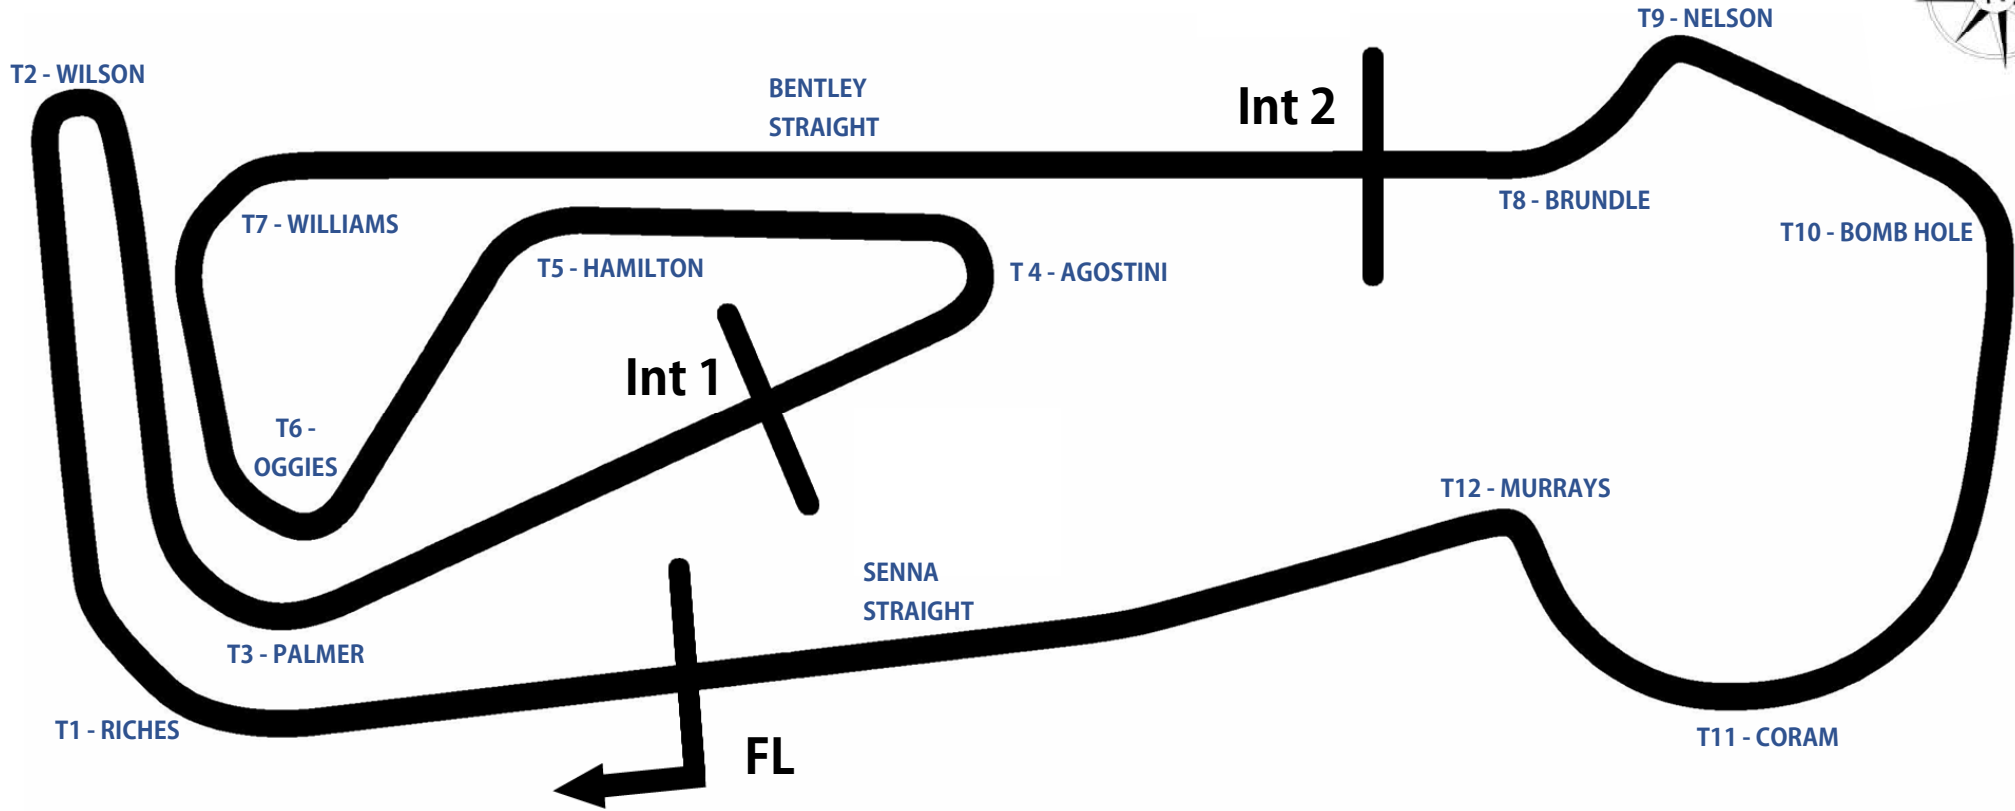 T9 - NELSON
T2 - WILSON
BENTLEY
STRAIGHT
Int 2
T8 - BRUNDLE
T7 - WILLIAMS
T10 - BOMB HOLE
T5 - HAMILTON
T 4 - AGOSTINI
Int 1
T6 -
OGGIES
T12 - MURRAYS
SENNA
STRAIGHT
T3 - PALMER
T1 - RICHES
T11 - CORAM
FL